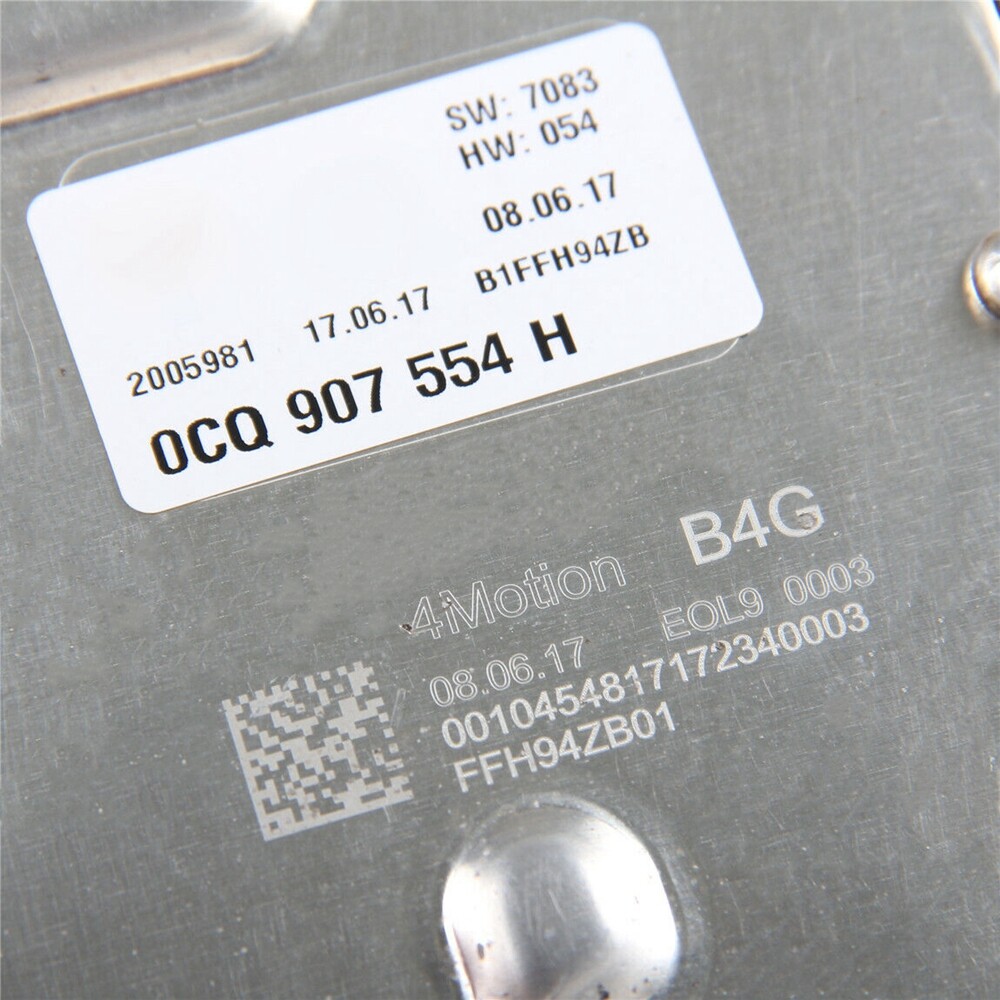 SW: 7083
HW: 054
08.06.17
2005981 17.06.17 B1FFH94ZB
0CQ 907 554 H
4Motion B4G
08.06.17 EOL9 0003
0010454817172340003
FFH94ZB01